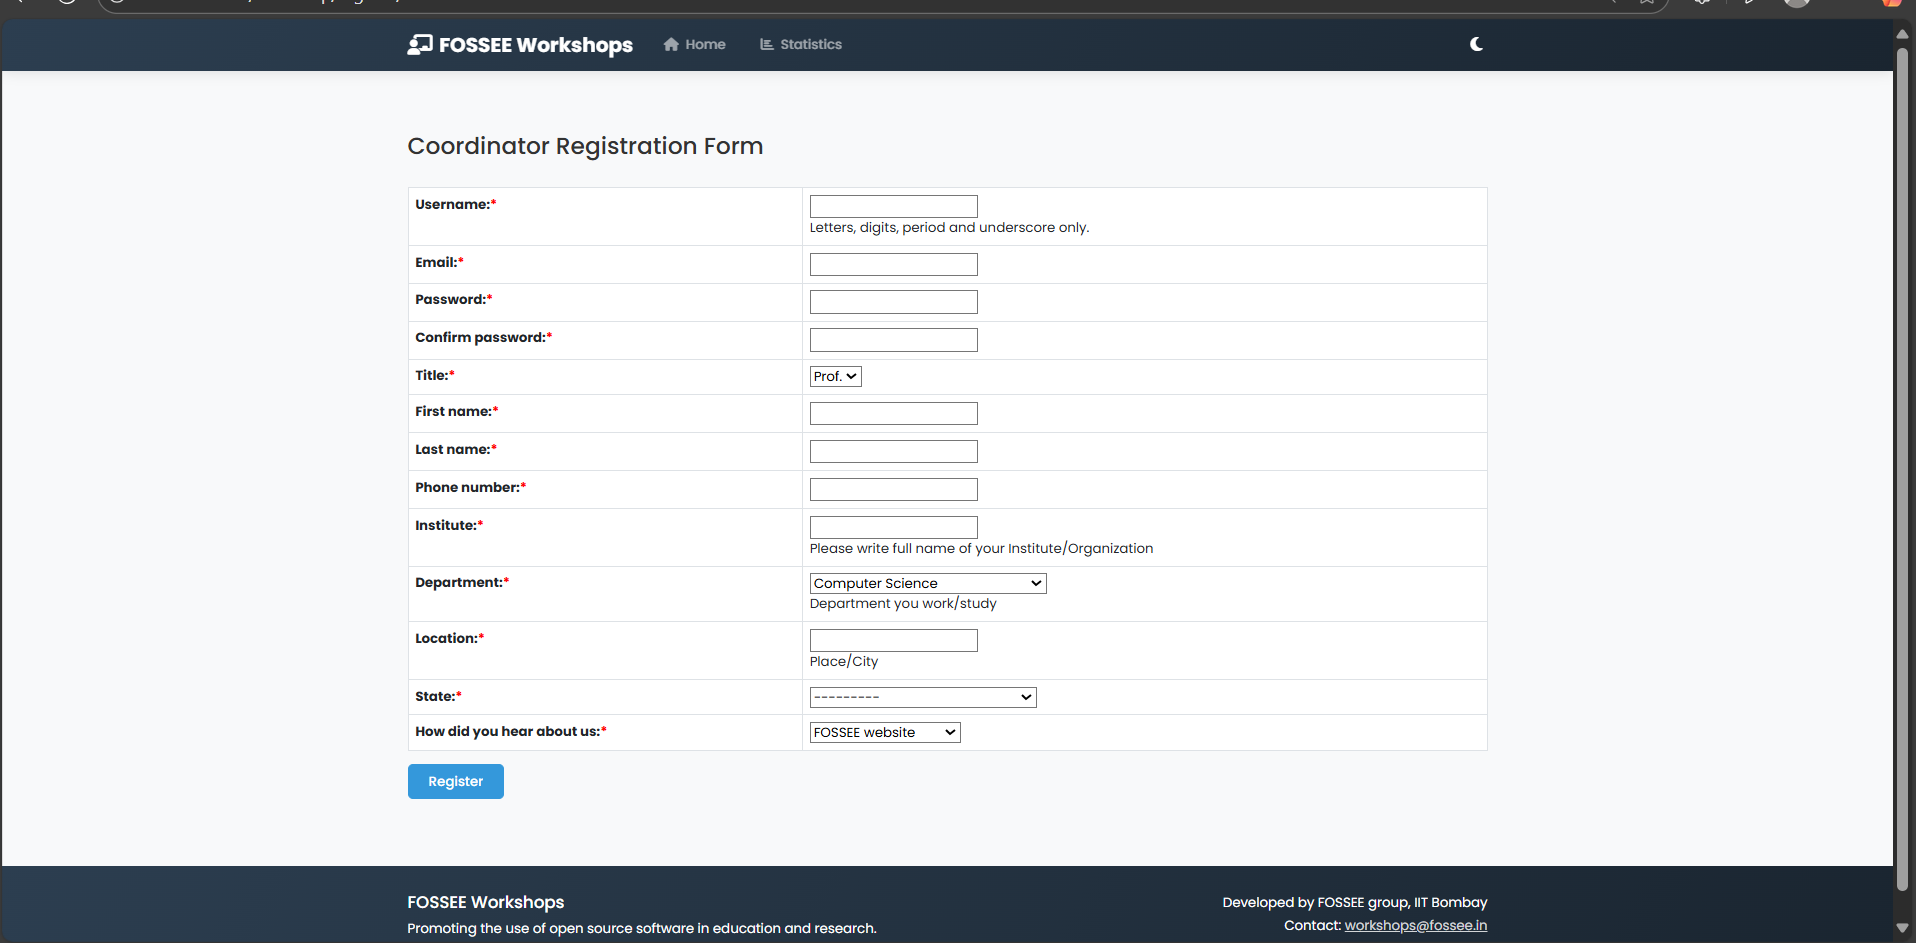 FOSSEE Workshops Home Statistics
Coordinator Registration Form
Username:*
Letters, digits, period and underscore only.
Email:*
Password:*
Confirm password:*
Title:* Prof.
First name:*
Last name:*
Phone number:*
Institute:*
Please write full name of your Institute/Organization
Department:* Computer Science
Department you work/study
Location:*
Place/City
State:* ---------
How did you hear about us:* FOSSEE website
Register
FOSSEE Workshops
Promoting the use of open source software in education and research.
Developed by FOSSEE group, IIT Bombay
Contact: workshops@fossee.in